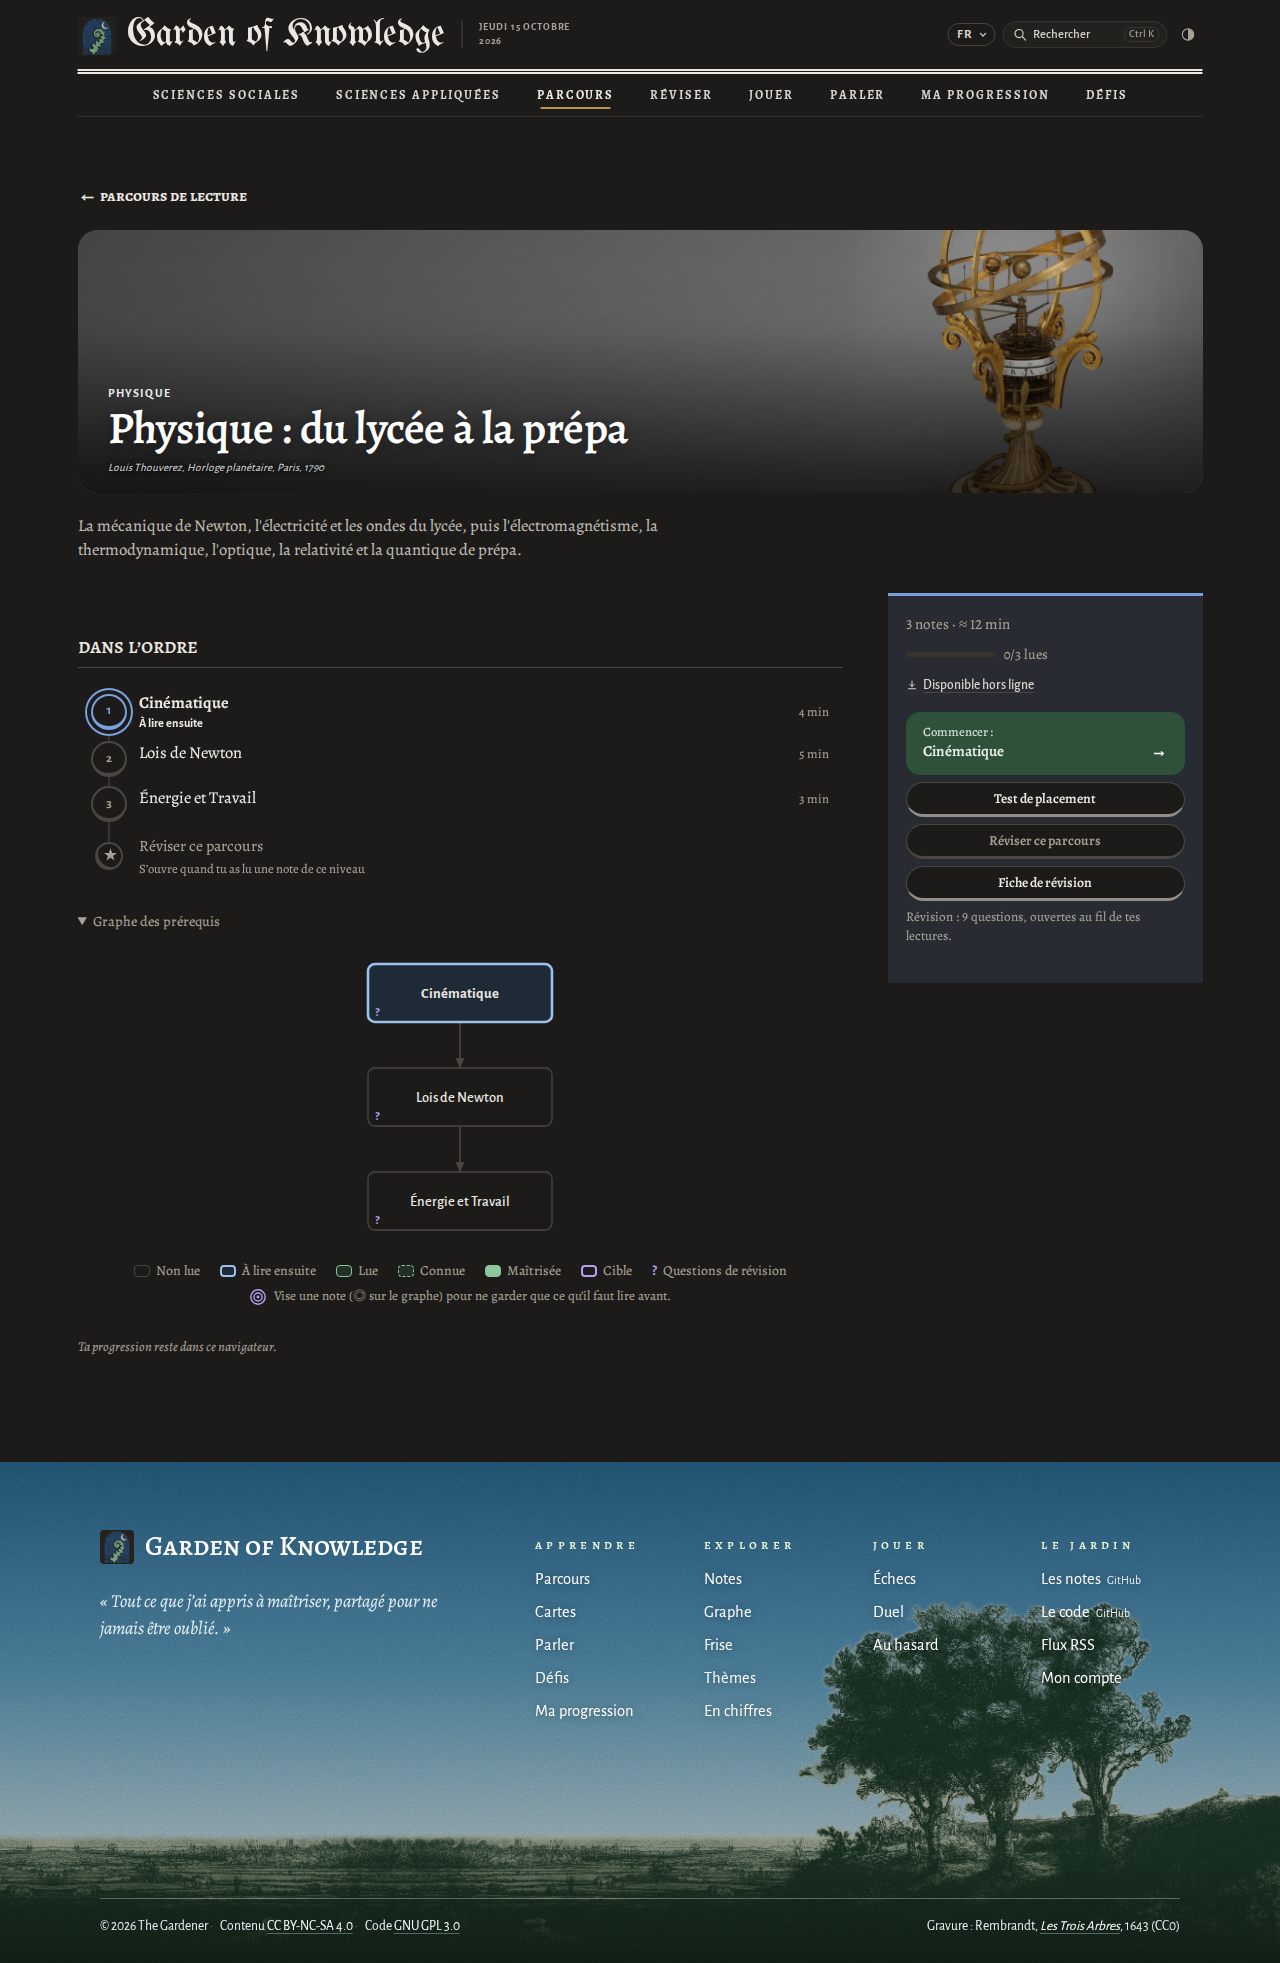 Garden of Knowledge
JEUDI 15 OCTOBRE
2026
FR
Rechercher
Ctrl K
SCIENCES SOCIALES
SCIENCES APPLIQUÉES
PARCOURS
RÉVISER
JOUER
PARLER
MA PROGRESSION
DÉFIS
← PARCOURS DE LECTURE
PHYSIQUE
Physique : du lycée à la prépa
Louis Thouverez, Horloge planétaire, Paris, 1790
La mécanique de Newton, l'électricité et les ondes du lycée, puis l'électromagnétisme, la
thermodynamique, l'optique, la relativité et la quantique de prépa.
DANS L’ORDRE
1
Cinématique
À lire ensuite
4 min
2
Lois de Newton
5 min
3
Énergie et Travail
3 min
★
Réviser ce parcours
S’ouvre quand tu as lu une note de ce niveau
3 notes · ≈ 12 min
0/3 lues
Disponible hors ligne
Commencer :
Cinématique →
Test de placement
Réviser ce parcours
Fiche de révision
Révision : 9 questions, ouvertes au fil de tes
lectures.
▼ Graphe des prérequis
Cinématique
?
Lois de Newton
?
Énergie et Travail
?
Non lue
À lire ensuite
Lue
Connue
Maîtrisée
Cible
? Questions de révision
Vise une note (◎ sur le graphe) pour ne garder que ce qu’il faut lire avant.
Ta progression reste dans ce navigateur.
Garden of Knowledge
« Tout ce que j’ai appris à maîtriser, partagé pour ne
jamais être oublié. »
APPRENDRE
Parcours
Cartes
Parler
Défis
Ma progression
EXPLORER
Notes
Graphe
Frise
Thèmes
En chiffres
JOUER
Échecs
Duel
Au hasard
LE JARDIN
Les notes GitHub
Le code GitHub
Flux RSS
Mon compte
© 2026 The Gardener · Contenu CC BY-NC-SA 4.0 · Code GNU GPL 3.0
Gravure : Rembrandt, Les Trois Arbres, 1643 (CC0)